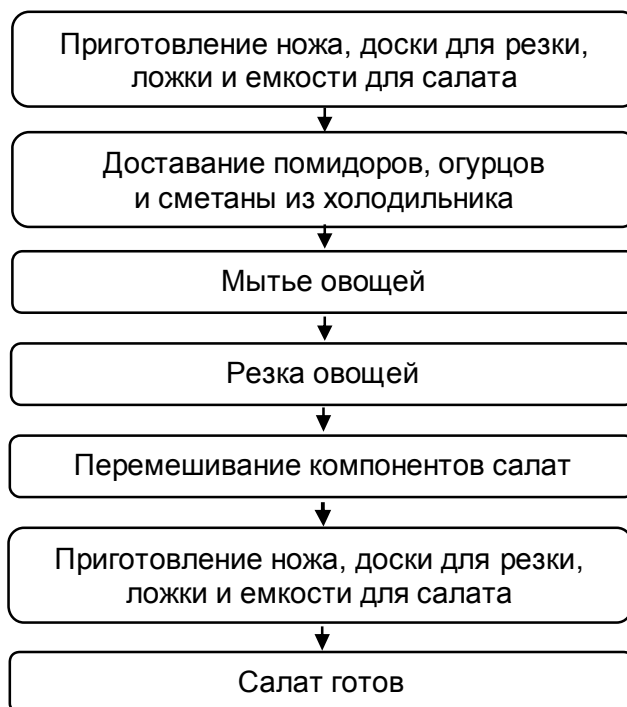 Приготовление ножа, доски для резки,
ложки и емкости для салата
Доставание помидоров, огурцов
и сметаны из холодильника
Мытье овощей
Резка овощей
Перемешивание компонентов салат
Приготовление ножа, доски для резки,
ложки и емкости для салата
Салат готов